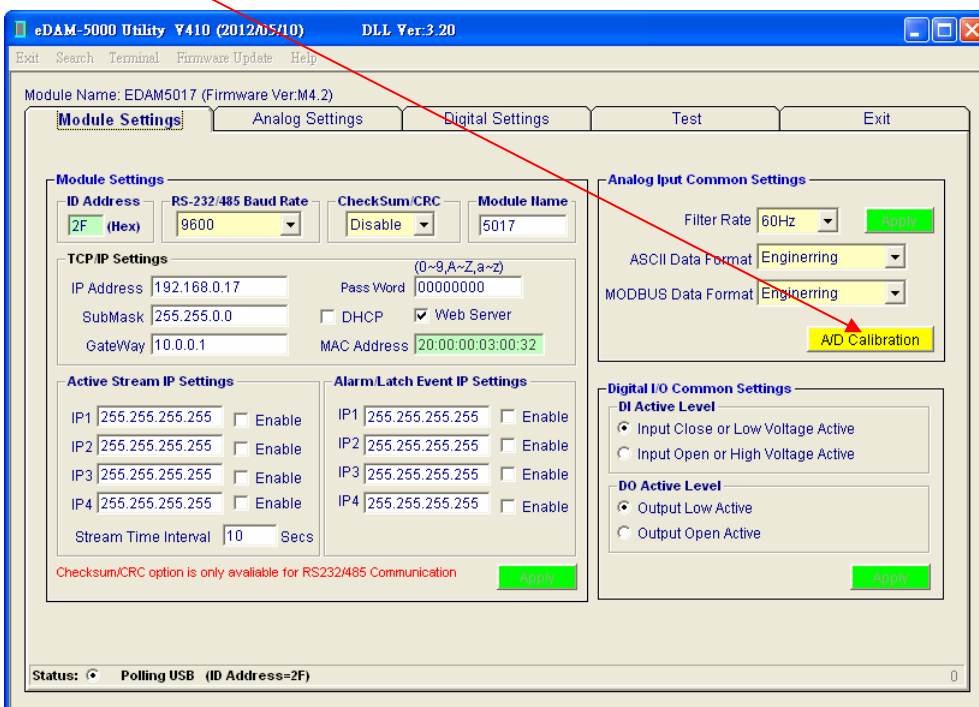 eDAM-5000 Utility V410 (2012/05/10) DLL Ver:3.20
Exit Search Terminal Firmware Update Help
Module Name: EDAM5017 (Firmware Ver:M4.2)
Module Settings Analog Settings Digital Settings Test Exit
Module Settings
ID Address RS-232/485 Baud Rate CheckSum/CRC Module Name
2F (Hex) 9600 Disable 5017
TCP/IP Settings
(0~9,A~Z,a~z)
IP Address 192.168.0.17 Pass Word 00000000
SubMask 255.255.0.0 DHCP Web Server
GateWay 10.0.0.1 MAC Address 20:00:00:03:00:32
Active Stream IP Settings
IP1 255.255.255.255 Enable
IP2 255.255.255.255 Enable
IP3 255.255.255.255 Enable
IP4 255.255.255.255 Enable
Stream Time Interval 10 Secs
Alarm/Latch Event IP Settings
IP1 255.255.255.255 Enable
IP2 255.255.255.255 Enable
IP3 255.255.255.255 Enable
IP4 255.255.255.255 Enable
Checksum/CRC option is only avaliable for RS232/485 Communication Apply
Analog Iput Common Settings
Filter Rate 60Hz Apply
ASCII Data Format Enginerring
MODBUS Data Format Enginerring
A/D Calibration
Digital I/O Common Settings
DI Active Level
Input Close or Low Voltage Active
Input Open or High Voltage Active
DO Active Level
Output Low Active
Output Open Active
Apply
Status: Polling USB (ID Address=2F) 0